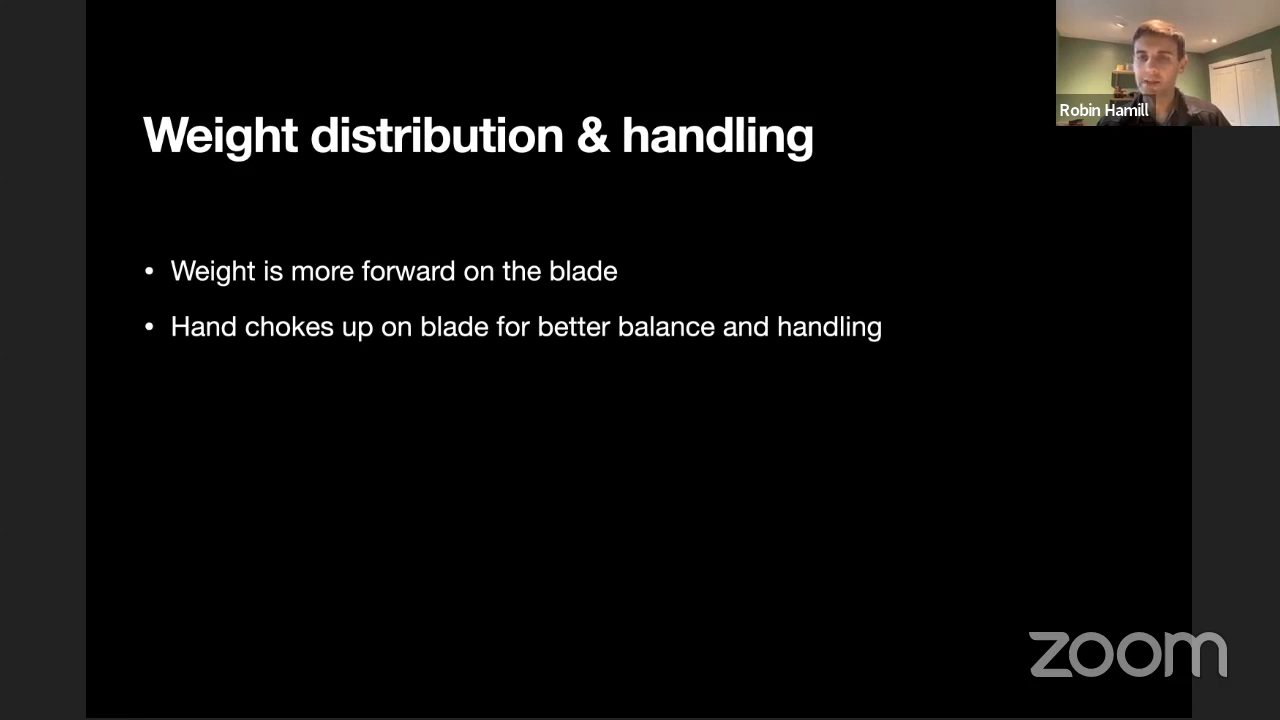 Robin Hamill
Weight distribution & handling
• Weight is more forward on the blade
• Hand chokes up on blade for better balance and handling
zoom